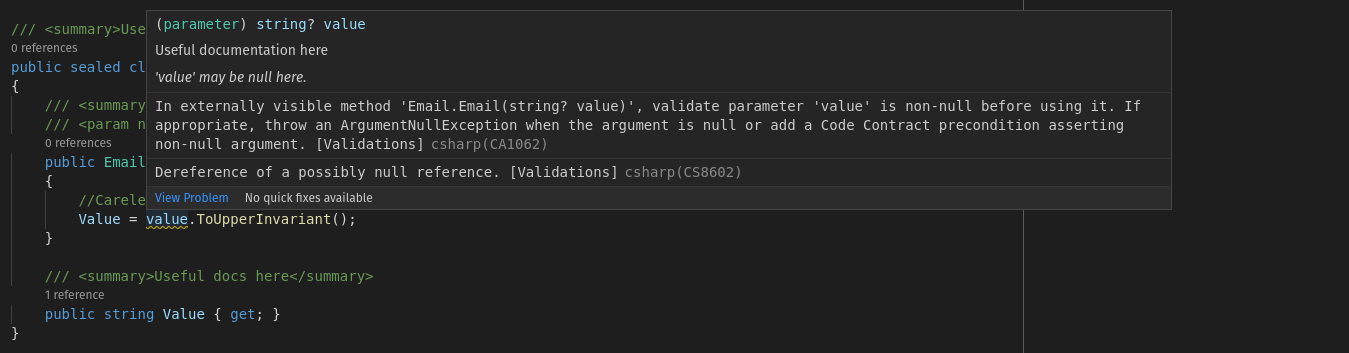 /// <summary>Use
0 references
public sealed cl
{
/// <summary
/// <param n
0 references
public Email
{
//Carele
Value = value.ToUpperInvariant();
}
/// <summary>Useful docs here</summary>
1 reference
public string Value { get; }
}
(parameter) string? value
Useful documentation here
'value' may be null here.
In externally visible method 'Email.Email(string? value)', validate parameter 'value' is non-null before using it. If
appropriate, throw an ArgumentNullException when the argument is null or add a Code Contract precondition asserting
non-null argument. [Validations] csharp(CA1062)
Dereference of a possibly null reference. [Validations] csharp(CS8602)
View Problem No quick fixes available